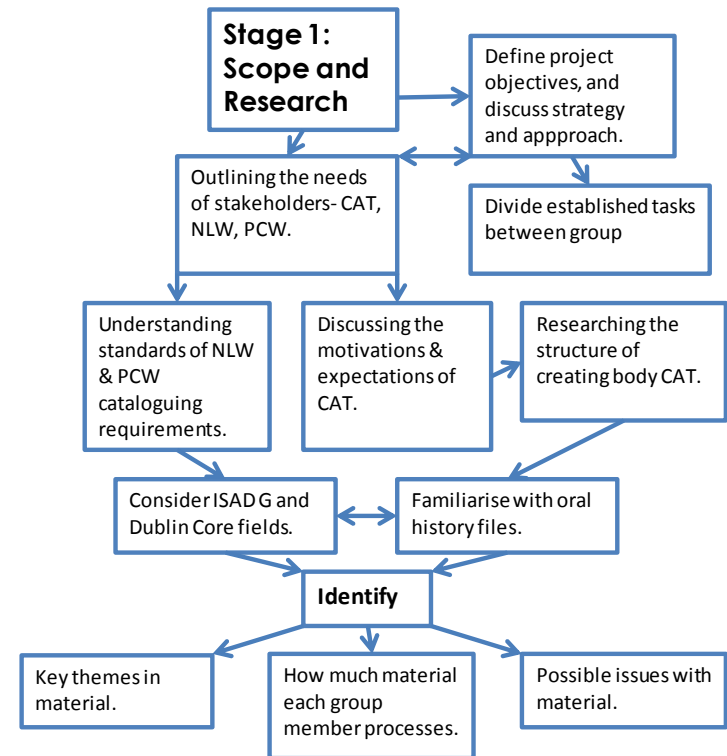 Stage 1:
Scope and
Research
Define project
objectives, and
discuss strategy
and appproach.
Outlining the needs
of stakeholders- CAT,
NLW, PCW.
Divide established tasks
between group
Understanding
standards of NLW
& PCW
cataloguing
requirements.
Discussing the
motivations &
expectations of
CAT.
Researching the
structure of
creating body CAT.
Consider ISAD G and
Dublin Core fields.
Familiarise with oral
history files.
Identify
Key themes in
material.
How much material
each group
member processes.
Possible issues with
material.